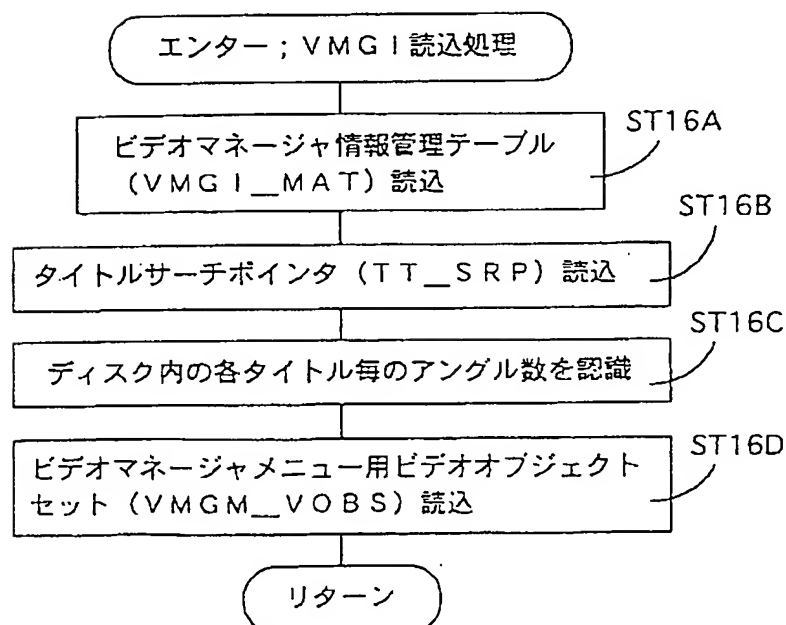 エンター；ＶＭＧＩ読込処理
ビデオマネージャ情報管理テーブル
（ＶＭＧＩ＿ＭＡＴ）読込
ST16A
タイトルサーチポインタ（ＴＴ＿ＳＲＰ）読込
ST16B
ディスク内の各タイトル毎のアングル数を認識
ST16C
ビデオマネージャメニュー用ビデオオブジェクト
セット（ＶＭＧＭ＿ＶＯＢＳ）読込
ST16D
リターン